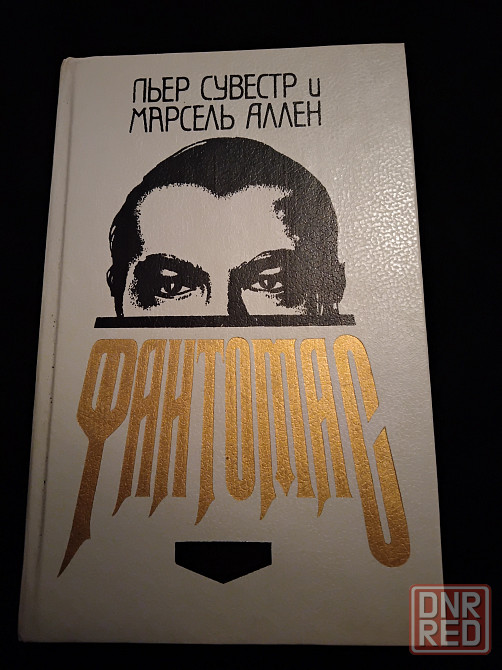 ПЬЕР СУВЕСТР и
МАРСЕЛЬ АЛЛЕН
ФАНТОМАС
DNR
RED